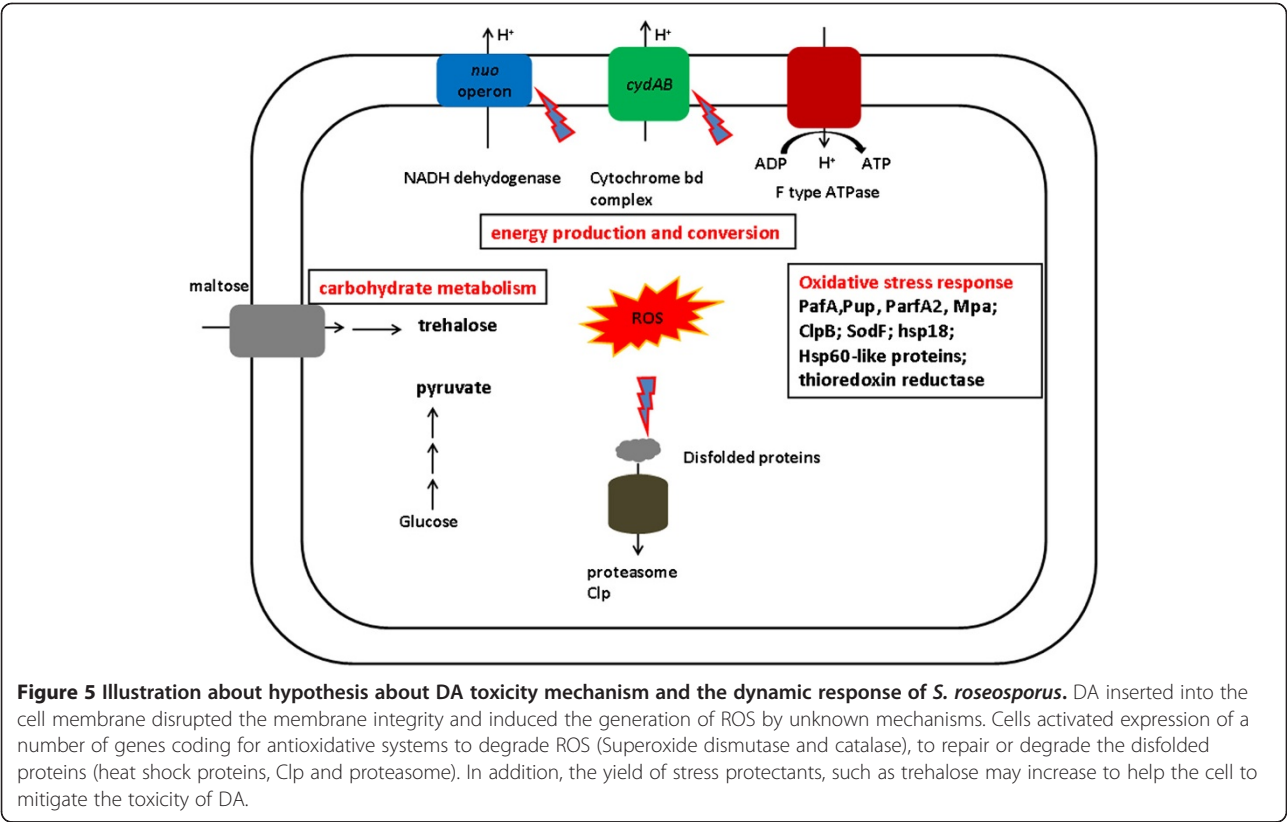 H⁺
H⁺
nuo
operon
cydAB
ADP
H⁺
ATP
NADH dehydogenase
Cytochrome bd
complex
F type ATPase
energy production and conversion
maltose
carbohydrate metabolism
trehalose
pyruvate
Glucose
ROS
Oxidative stress response
PafA,Pup, ParfA2, Mpa;
ClpB; SodF; hsp18;
Hsp60-like proteins;
thioredoxin reductase
Disfolded proteins
proteasome
Clp
Figure 5 Illustration about hypothesis about DA toxicity mechanism and the dynamic response of S. roseosporus. DA inserted into the
cell membrane disrupted the membrane integrity and induced the generation of ROS by unknown mechanisms. Cells activated expression of a
number of genes coding for antioxidative systems to degrade ROS (Superoxide dismutase and catalase), to repair or degrade the disfolded
proteins (heat shock proteins, Clp and proteasome). In addition, the yield of stress protectants, such as trehalose may increase to help the cell to
mitigate the toxicity of DA.